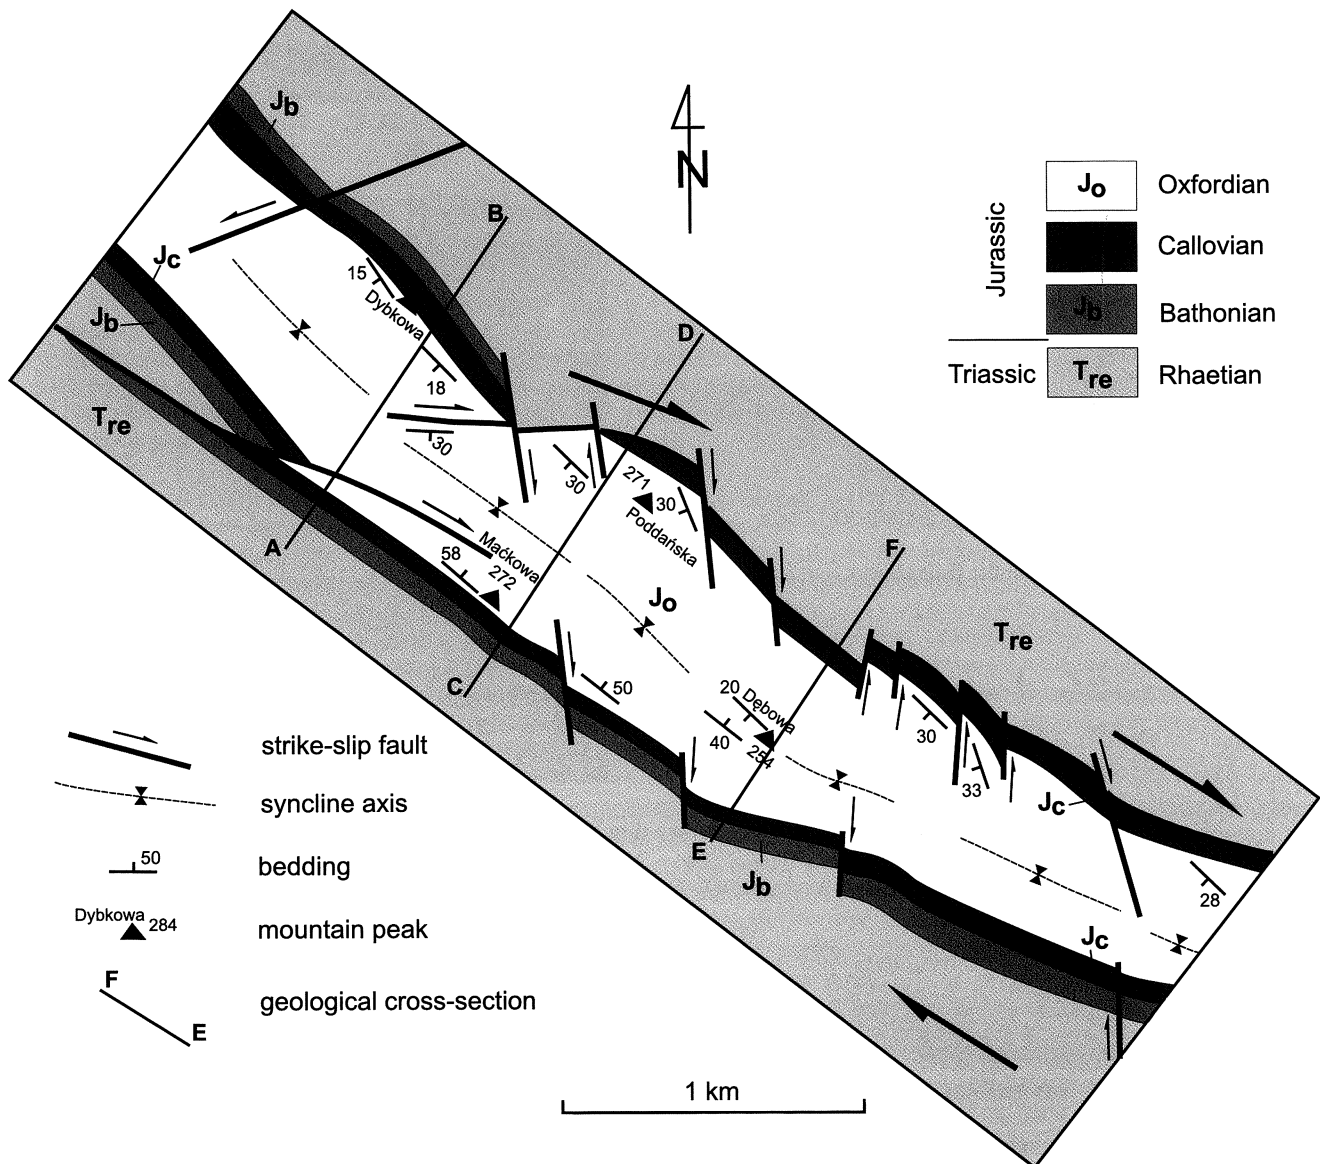 Jb
B
N
Jurassic
Jo Oxfordian
Callovian
Jb Bathonian
Triassic
Tre Rhaetian
Jc
Jb
15
Dybkowa
D
18
Tre
30
30
271
30
Poddańska
A
Maćkowa
58
272
F
Jo
Tre
C
50
20
Dębowa
40
254
30
33
Jc
E
Jb
28
Jc
strike-slip fault
syncline axis
50
bedding
Dybkowa
284
mountain peak
F
E
geological cross-section
1 km